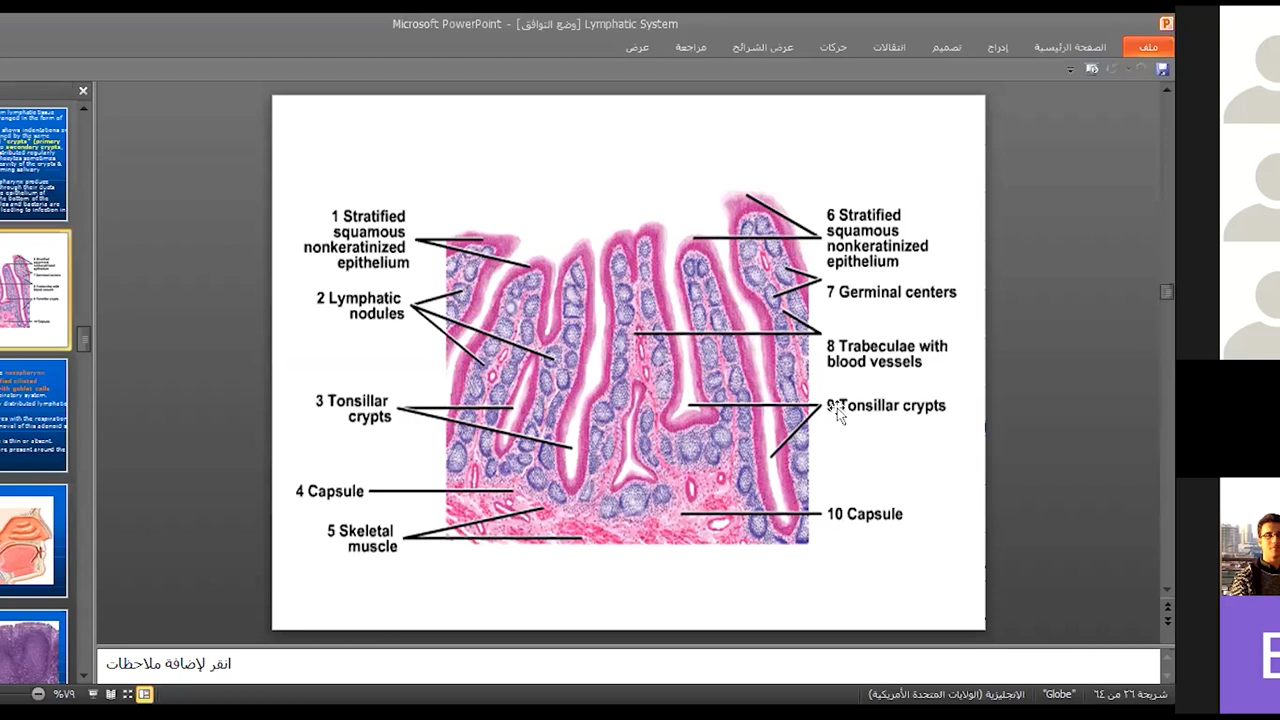 Microsoft PowerPoint - [وضع التوافق] Lymphatic System
ملف
الصفحة الرئيسية
إدراج
تصميم
انتقالات
حركات
عرض الشرائح
مراجعة
عرض
1 Stratified
squamous
nonkeratinized
epithelium
2 Lymphatic
nodules
3 Tonsillar
crypts
4 Capsule
5 Skeletal
muscle
6 Stratified
squamous
nonkeratinized
epithelium
7 Germinal centers
8 Trabeculae with
blood vessels
9 Tonsillar crypts
10 Capsule
انقر لإضافة ملاحظات
شريحة ٢٦ من ٦٤
"Globe"
الإنجليزية (الولايات المتحدة الأمريكية)
٧٩%